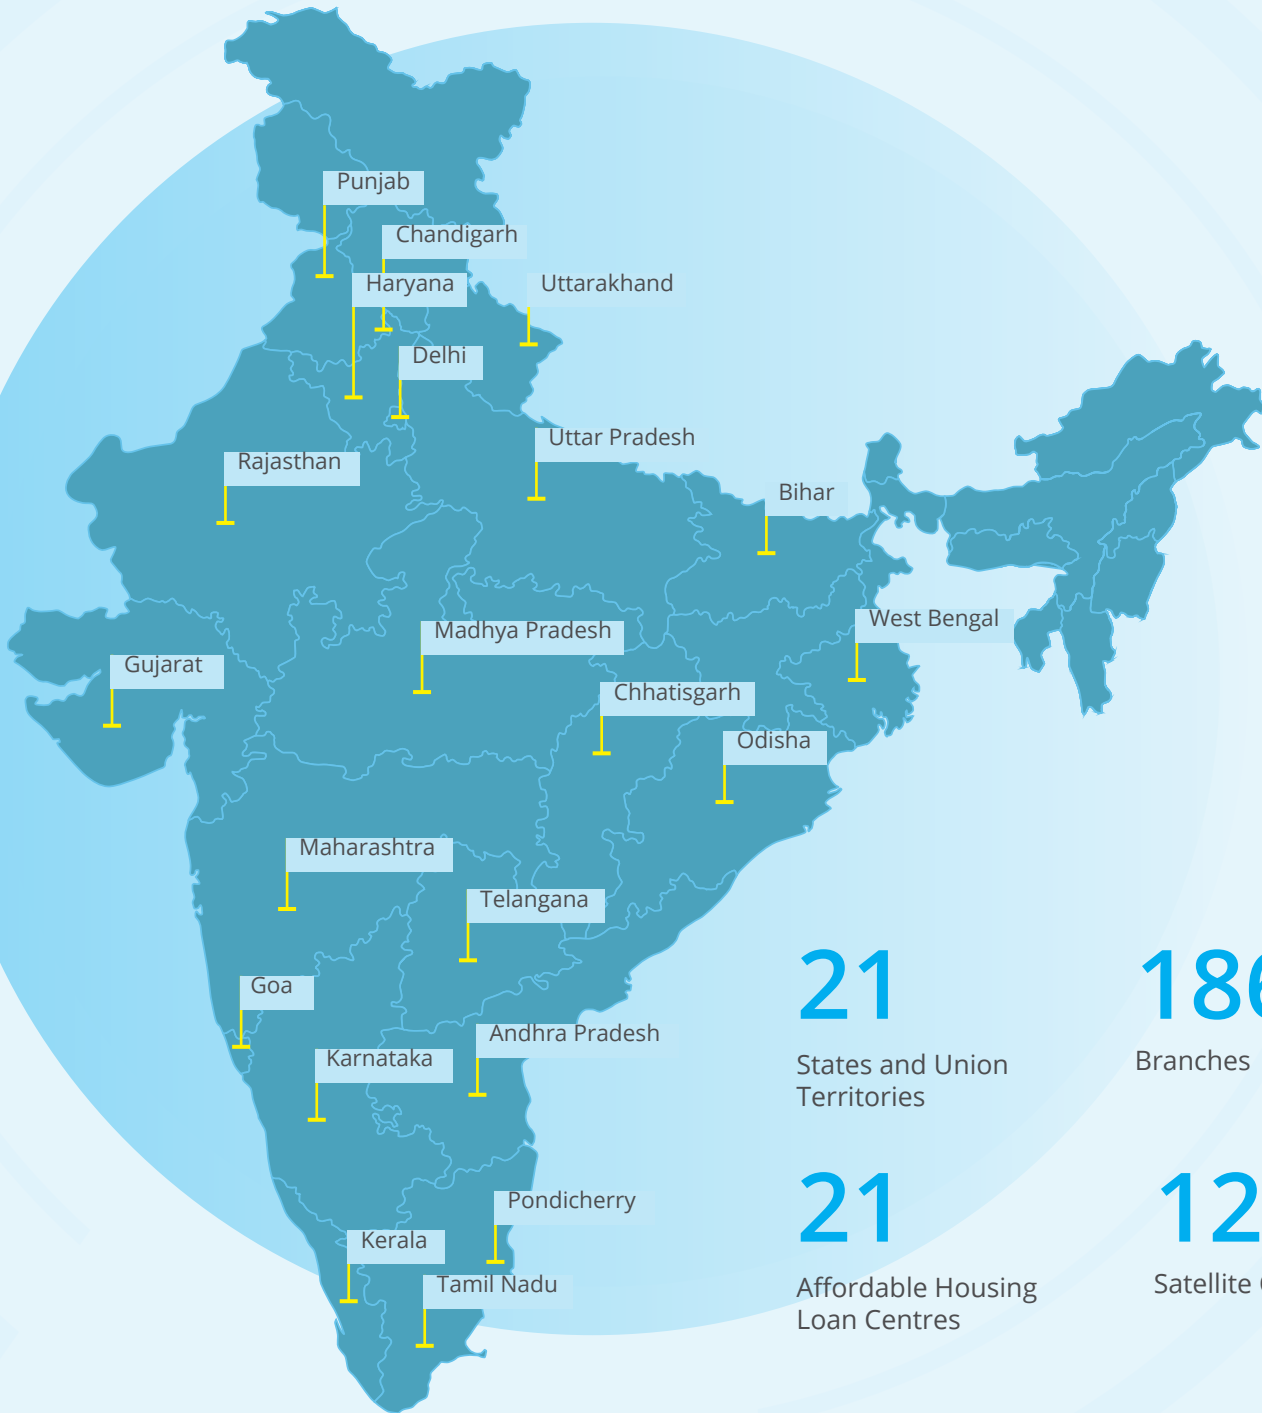 Punjab
Chandigarh
Haryana
Uttarakhand
Delhi
Uttar Pradesh
Rajasthan
Bihar
West Bengal
Madhya Pradesh
Gujarat
Chhatisgarh
Odisha
Maharashtra
Telangana
Goa
Andhra Pradesh
Karnataka
Pondicherry
Kerala
Tamil Nadu
21
States and Union
Territories
186
Branches
21
Affordable Housing
Loan Centres
12
Satellite